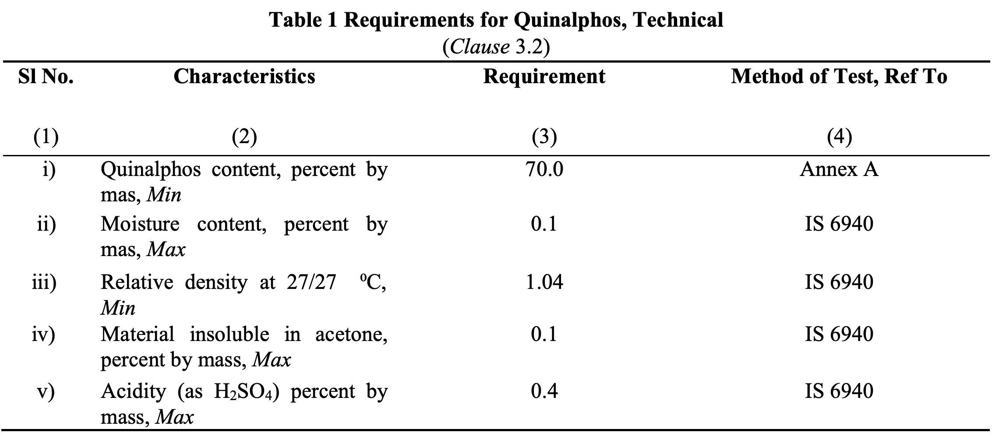 Table 1 Requirements for Quinalphos, Technical
(Clause 3.2)
Sl No. Characteristics Requirement Method of Test, Ref To
(1) (2) (3) (4)
i) Quinalphos content, percent by 70.0 Annex A
mas, Min
ii) Moisture content, percent by 0.1 IS 6940
mas, Max
iii) Relative density at 27/27 ⁰C, 1.04 IS 6940
Min
iv) Material insoluble in acetone, 0.1 IS 6940
percent by mass, Max
v) Acidity (as H₂SO₄) percent by 0.4 IS 6940
mass, Max